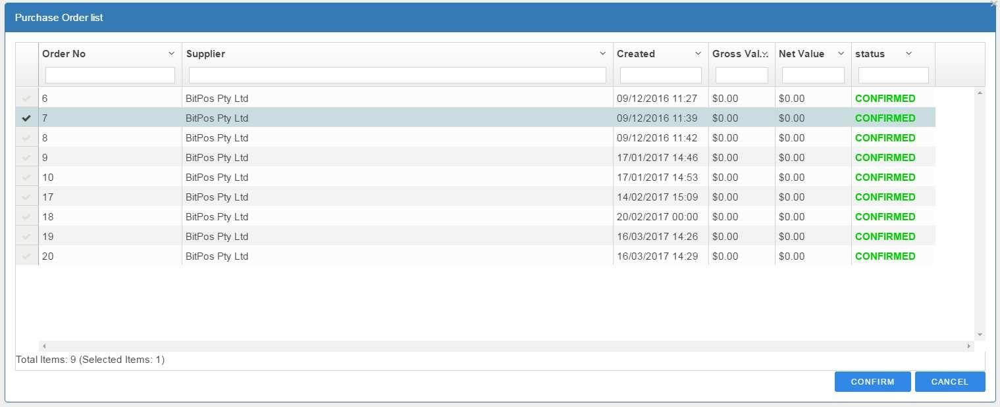 Purchase Order list
Order No Supplier Created Gross Val... Net Value status
6 BitPos Pty Ltd 09/12/2016 11:27 $0.00 $0.00 CONFIRMED
7 BitPos Pty Ltd 09/12/2016 11:39 $0.00 $0.00 CONFIRMED
8 BitPos Pty Ltd 09/12/2016 11:42 $0.00 $0.00 CONFIRMED
9 BitPos Pty Ltd 17/01/2017 14:46 $0.00 $0.00 CONFIRMED
10 BitPos Pty Ltd 17/01/2017 14:53 $0.00 $0.00 CONFIRMED
17 BitPos Pty Ltd 14/02/2017 15:09 $0.00 $0.00 CONFIRMED
18 BitPos Pty Ltd 20/02/2017 00:00 $0.00 $0.00 CONFIRMED
19 BitPos Pty Ltd 16/03/2017 14:26 $0.00 $0.00 CONFIRMED
20 BitPos Pty Ltd 16/03/2017 14:29 $0.00 $0.00 CONFIRMED
Total Items: 9 (Selected Items: 1)
CONFIRM CANCEL